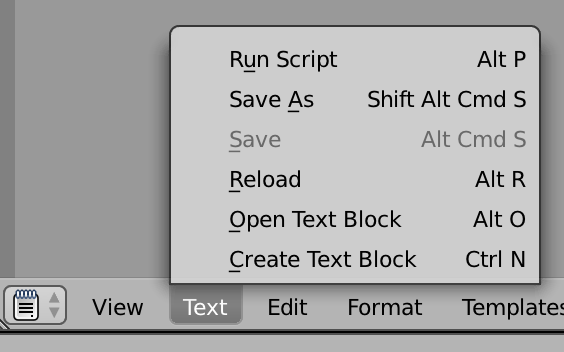 Run Script Alt P
Save As Shift Alt Cmd S
Save Alt Cmd S
Reload Alt R
Open Text Block Alt O
Create Text Block Ctrl N
View Text Edit Format Templates